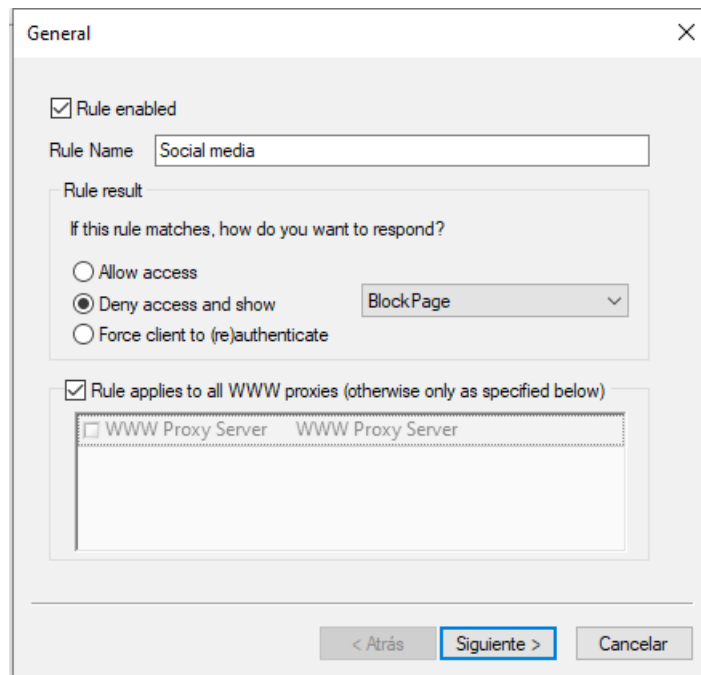 General
Rule enabled
Rule Name Social media
Rule result
If this rule matches, how do you want to respond?
Allow access
Deny access and show BlockPage
Force client to (re)authenticate
Rule applies to all WWW proxies (otherwise only as specified below)
WWW Proxy Server WWW Proxy Server
< Atrás Siguiente > Cancelar